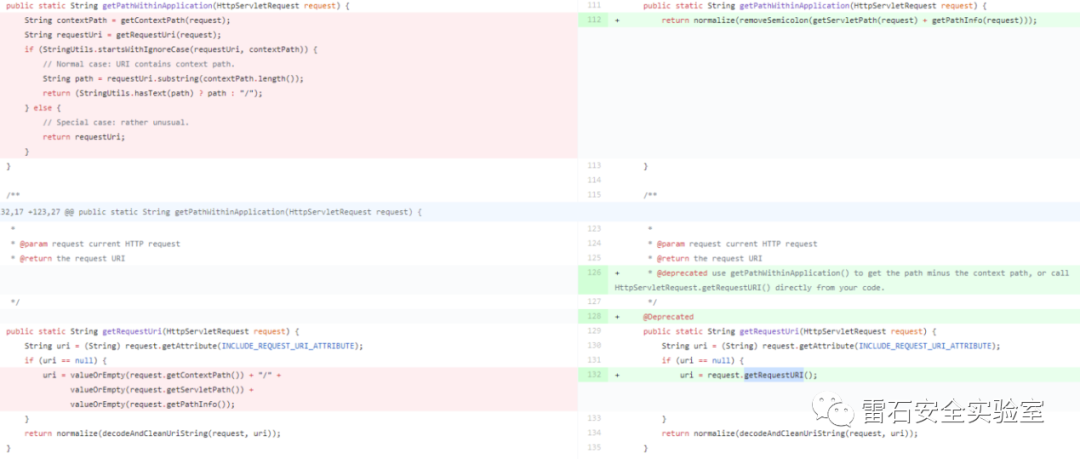 public static String getPathWithinApplication(HttpServletRequest request) {
    String contextPath = getContextPath(request);
    String requestUri = getRequestUri(request);
    if (StringUtils.startsWithIgnoreCase(requestUri, contextPath)) {
        // Normal case: URI contains context path.
        String path = requestUri.substring(contextPath.length());
        return (StringUtils.hasText(path) ? path : "/");
    } else {
        // Special case: rather unusual.
        return requestUri;
    }
}
/**
32,17 +123,27 @@ public static String getPathWithinApplication(HttpServletRequest request) {
 *
 * @param request current HTTP request
 * @return the request URI
 */
public static String getRequestUri(HttpServletRequest request) {
    String uri = (String) request.getAttribute(INCLUDE_REQUEST_URI_ATTRIBUTE);
    if (uri == null) {
        uri = valueOrEmpty(request.getContextPath()) + "/" +
            valueOrEmpty(request.getServletPath()) +
            valueOrEmpty(request.getPathInfo());
    }
    return normalize(decodeAndCleanUriString(request, uri));
}
111 public static String getPathWithinApplication(HttpServletRequest request) {
112 + return normalize(removeSemicolon(getServletPath(request) + getPathInfo(request)));
113 }
114
115 /**
123 *
124 * @param request current HTTP request
125 * @return the request URI
126 + * @deprecated use getPathWithinApplication() to get the path minus the context path, or call
HttpServletRequest.getRequestURI() directly from your code.
127 */
128 + @Deprecated
129 public static String getRequestUri(HttpServletRequest request) {
130 String uri = (String) request.getAttribute(INCLUDE_REQUEST_URI_ATTRIBUTE);
131 if (uri == null) {
132 + uri = request.getRequestURI();
133 }
134 return normalize(decodeAndCleanUriString(request, uri));
135 }
雷石安全实验室